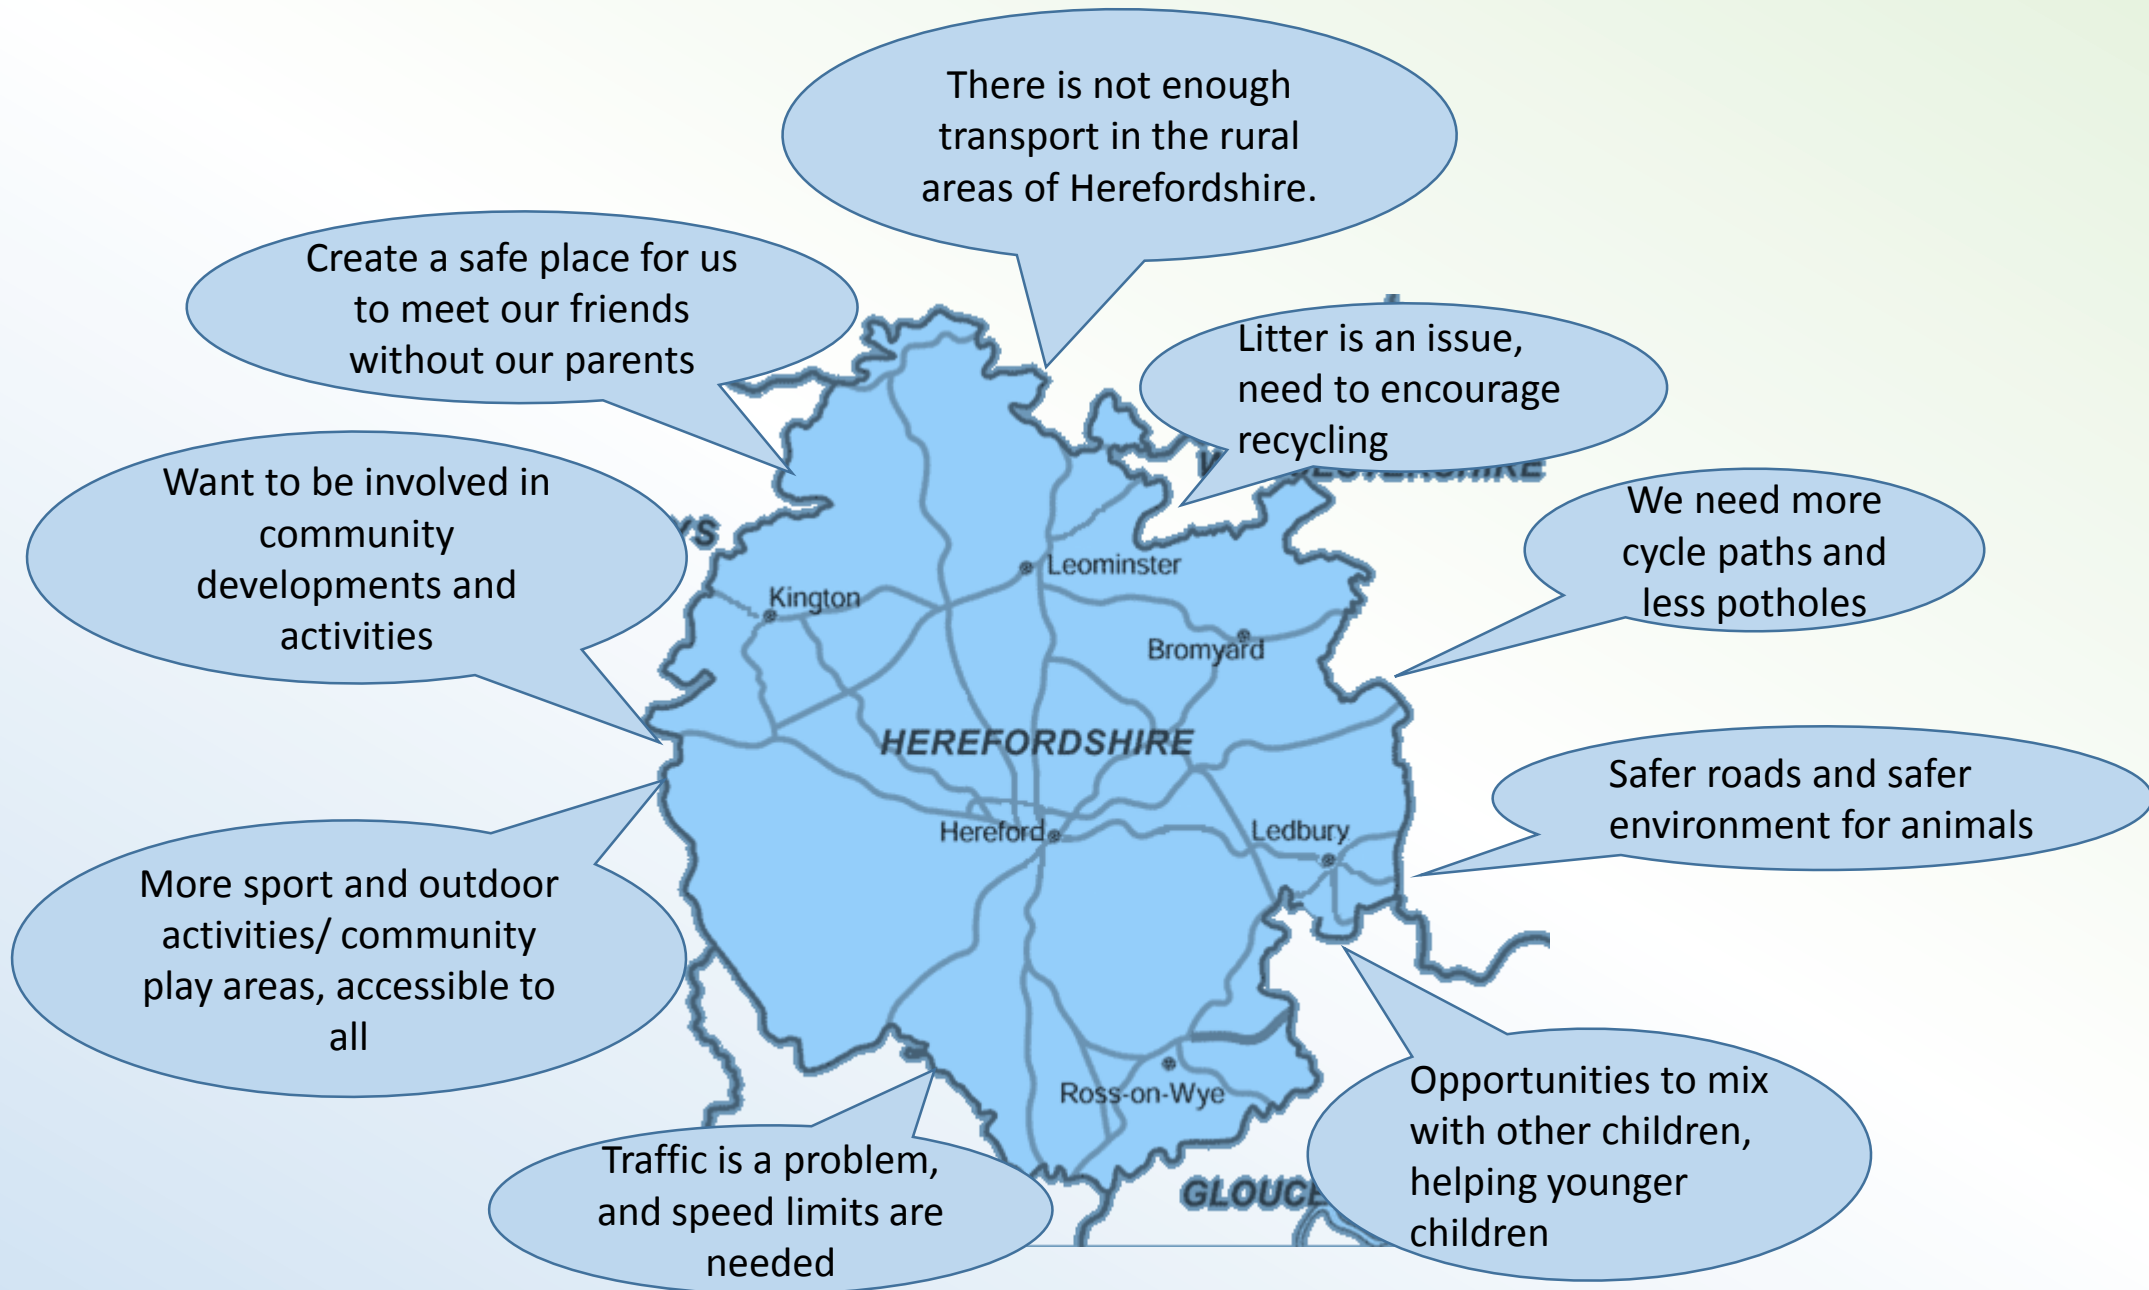 There is not enough
transport in the rural
areas of Herefordshire.
Create a safe place for us
to meet our friends
without our parents
Litter is an issue,
need to encourage
recycling
Want to be involved in
community
developments and
activities
We need more
cycle paths and
less potholes
Leominster
Kington
Bromyard
HEREFORDSHIRE
Hereford
Ledbury
Ross-on-Wye
Safer roads and safer
environment for animals
More sport and outdoor
activities/ community
play areas, accessible to
all
Opportunities to mix
with other children,
helping younger
children
Traffic is a problem,
and speed limits are
needed